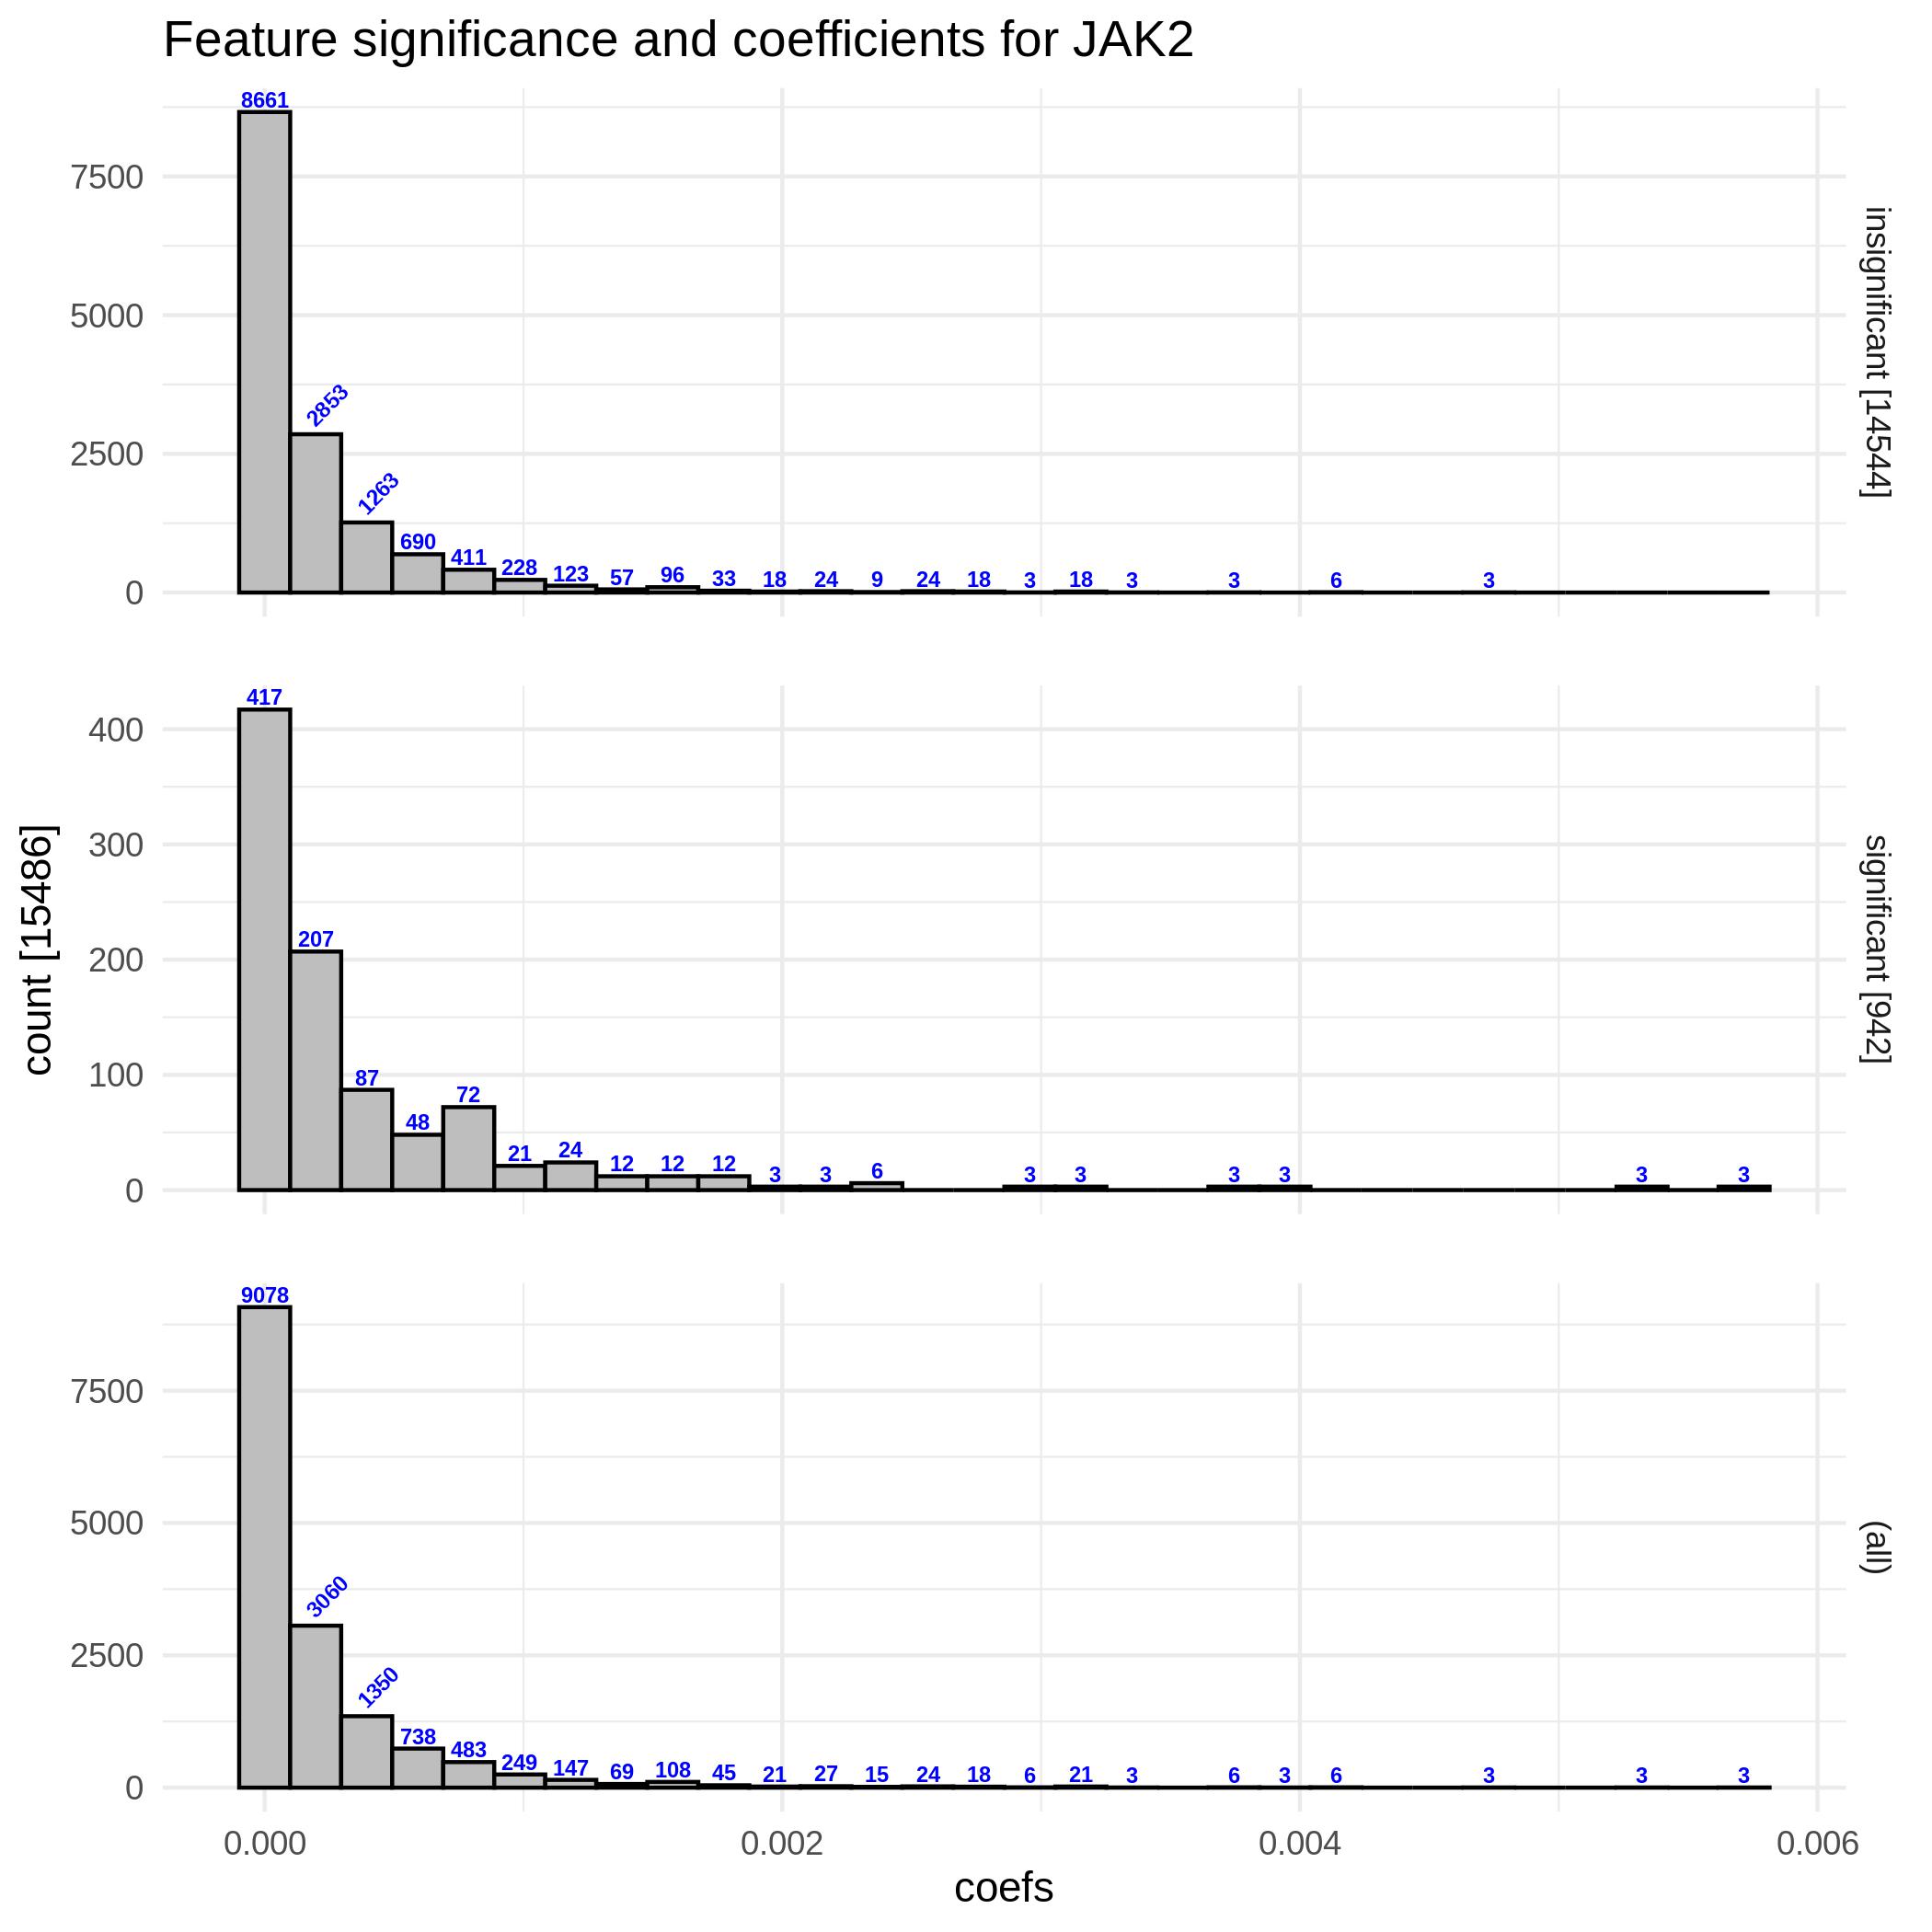 Feature significance and coefficients for JAK2
8661
2853
1263
690 411 228 123 57 96 33 18 24 9 24 18 3 18 3 3 6 3
7500
5000
2500
0
insignificant [14544]
417
207
87
48
72
21 24 12 12 12 3 3 6 3 3 3 3 3 3
400
300
200
100
0
significant [942]
count [15486]
9078
3060
1350
738 483 249 147 69 108 45 21 27 15 24 18 6 21 3 6 3 6 3 3 3
7500
5000
2500
0
(all)
0.000 0.002 0.004 0.006
coefs